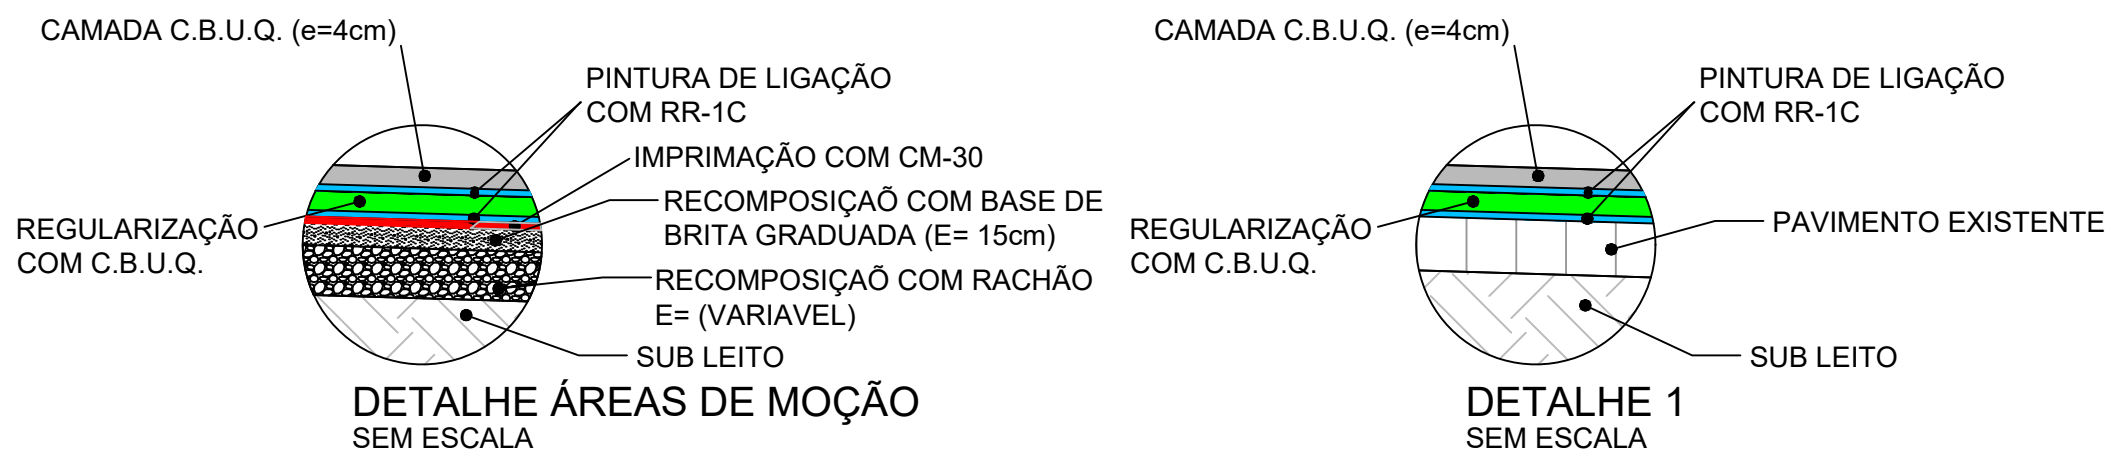 CAMADA C.B.U.Q. (e=4cm)
PINTURA DE LIGAÇÃO
COM RR-1C
IMPRIMAÇÃO COM CM-30
RECOMPOSIÇAÕ COM BASE DE
BRITA GRADUADA (E= 15cm)
REGULARIZAÇÃO
COM C.B.U.Q.
RECOMPOSIÇAÕ COM RACHÃO
E= (VARIAVEL)
SUB LEITO
DETALHE ÁREAS DE MOÇÃO
SEM ESCALA
CAMADA C.B.U.Q. (e=4cm)
PINTURA DE LIGAÇÃO
COM RR-1C
REGULARIZAÇÃO
COM C.B.U.Q.
PAVIMENTO EXISTENTE
SUB LEITO
DETALHE 1
SEM ESCALA